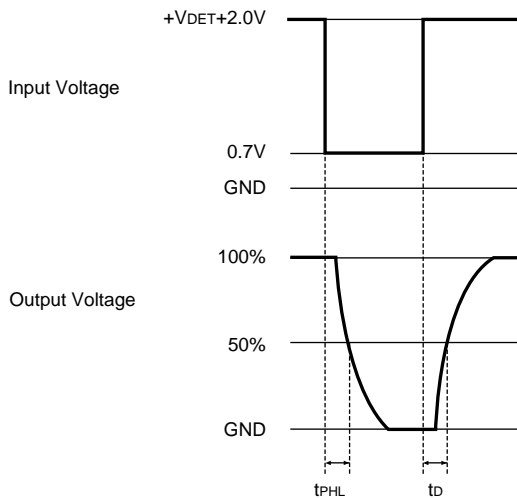 +VDET+2.0V
Input Voltage
0.7V
GND
100%
Output Voltage
50%
GND
tPHL
tD